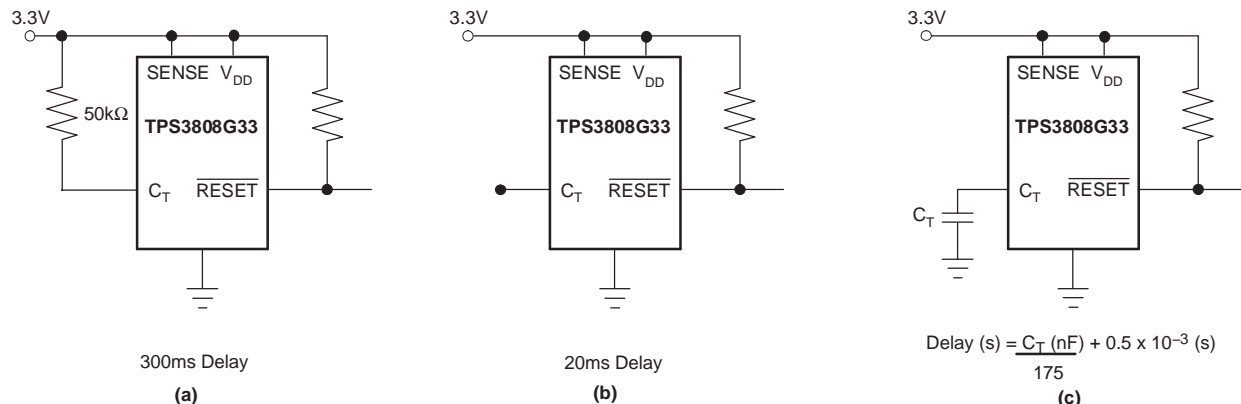 3.3V
SENSE V_DD
50kΩ
TPS3808G33
C_T RESET
300ms Delay
(a)
3.3V
SENSE V_DD
TPS3808G33
C_T RESET
20ms Delay
(b)
3.3V
SENSE V_DD
TPS3808G33
C_T RESET
C_T
Delay (s) = C_T (nF) + 0.5 x 10⁻³ (s)
175
(c)